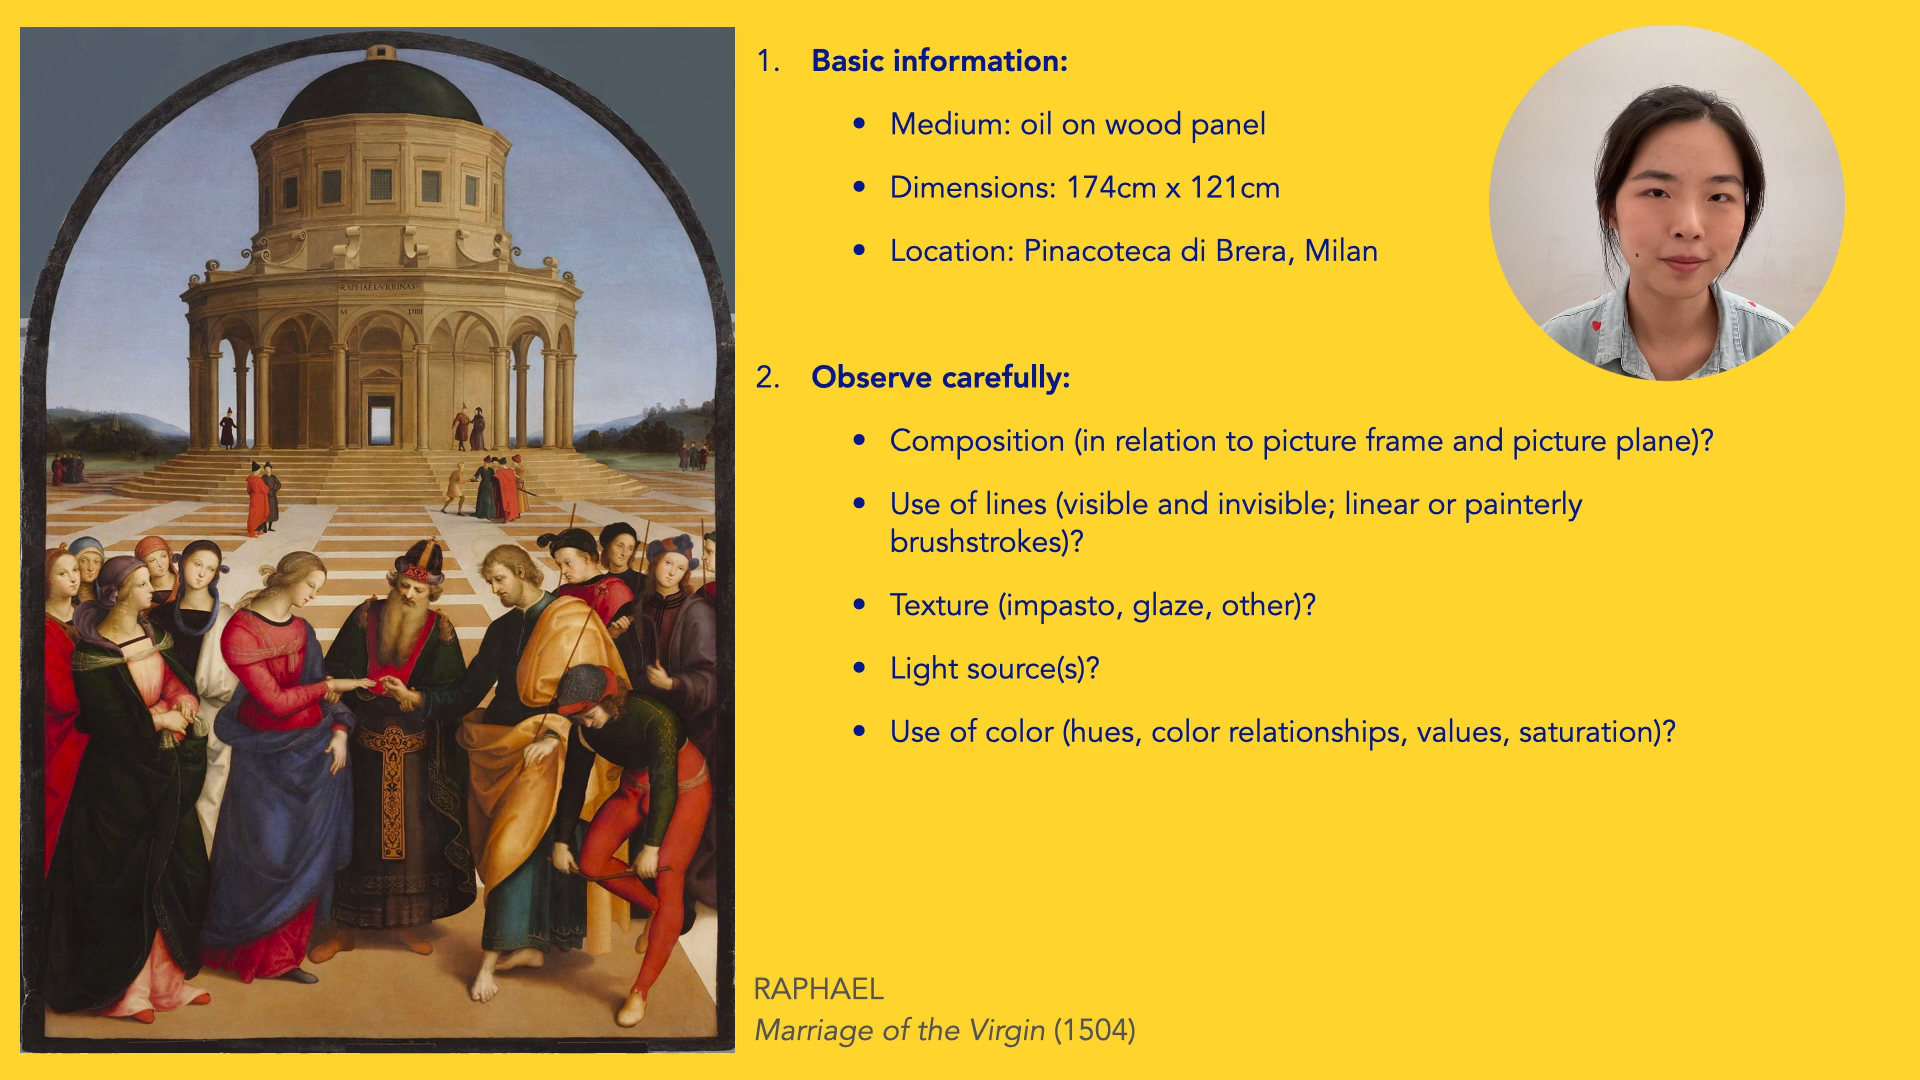 1. Basic information:
• Medium: oil on wood panel
• Dimensions: 174cm x 121cm
• Location: Pinacoteca di Brera, Milan
2. Observe carefully:
• Composition (in relation to picture frame and picture plane)?
• Use of lines (visible and invisible; linear or painterly
brushstrokes)?
• Texture (impasto, glaze, other)?
• Light source(s)?
• Use of color (hues, color relationships, values, saturation)?
RAPHAEL
Marriage of the Virgin (1504)
RAPHAEL VRBINAS
M DIIII